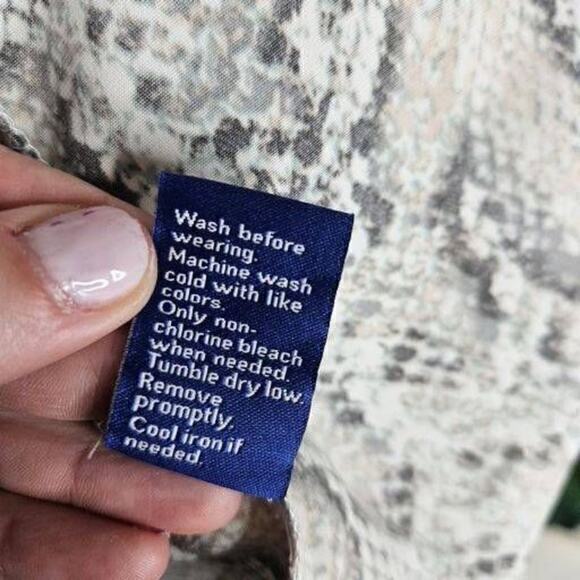 Wash before
wearing.
Machine wash
cold with like
colors.
Only non-
chlorine bleach
when needed.
Tumble dry low.
Remove
promptly.
Cool iron if
needed.